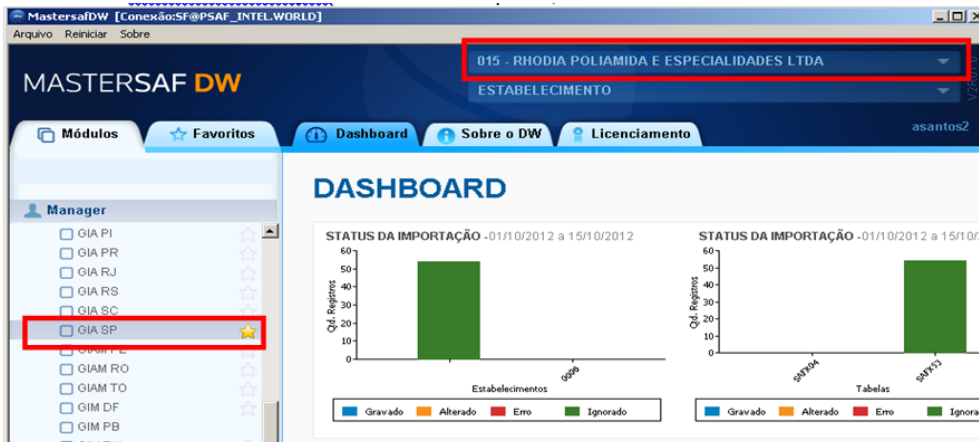 MastersafDW [Conexão:SF@PSAF_INTEL.WORLD]
Arquivo Reiniciar Sobre
015 - RHODIA POLIAMIDA E ESPECIALIDADES LTDA
MASTERSAF DW
ESTABELECIMENTO
Módulos Favoritos Dashboard Sobre o DW Licenciamento
asantos2
DASHBOARD
Manager
GIA PI
GIA PR
GIA RJ
GIA RS
GIA SC
GIA SP
GIAM RO
GIAM TO
GIM DF
GIM PB
STATUS DA IMPORTAÇÃO - 01/10/2012 a 15/10/2012
60
50
40
30
20
10
0
Qd. Registros
0006
Estabelecimentos
Gravado Alterado Erro Ignorado
STATUS DA IMPORTAÇÃO - 01/10/2012 a 15/10/
60
50
40
30
20
10
0
Qd. Registros
SAFX04 SAFX53
Tabelas
Gravado Alterado Erro Ignora